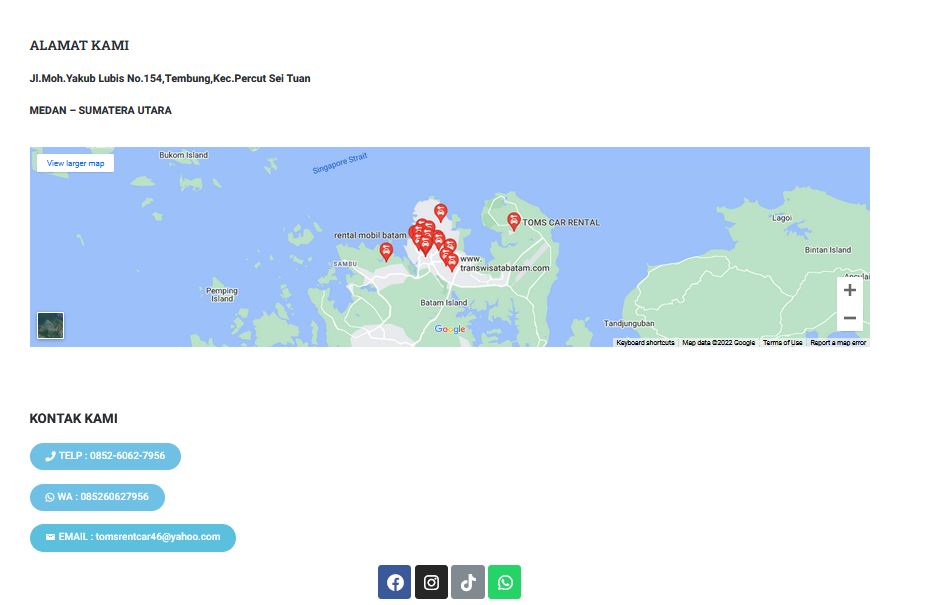 ALAMAT KAMI
Jl.Moh.Yakub Lubis No.154,Tembung,Kec.Percut Sei Tuan
MEDAN – SUMATERA UTARA
View larger map
Bukom Island
Singapore Strait
TOMS CAR RENTAL
Lagoi
rental mobil batam
Bintan Island
www.
transwisatabatam.com
SAMBU
Pemping
Island
Batam Island
Google
Tandjunguban
Keyboard shortcuts
Map data ©2022 Google
Terms of Use
Report a map error
KONTAK KAMI
TELP : 0852-6062-7956
WA : 085260627956
EMAIL : tomsrentcar46@yahoo.com